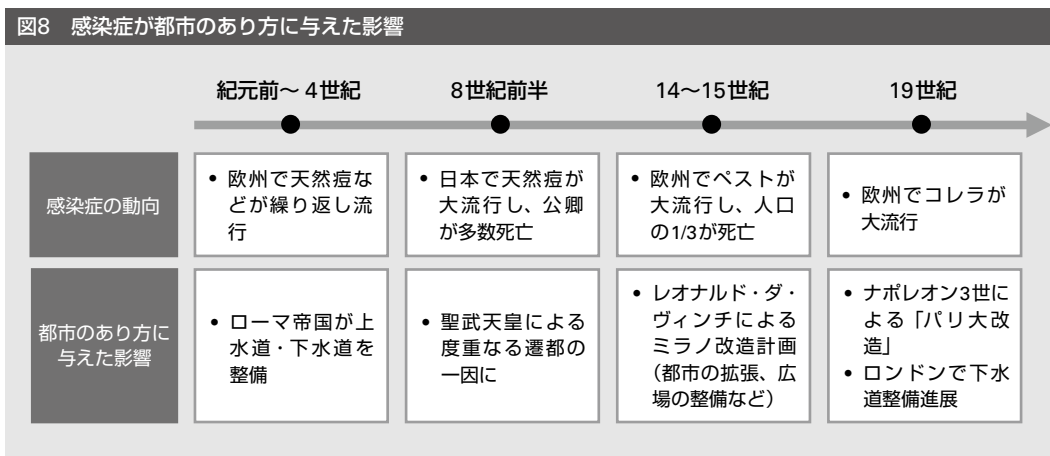 図8　感染症が都市のあり方に与えた影響
紀元前～4世紀
8世紀前半
14～15世紀
19世紀
感染症の動向
• 欧州で天然痘な
どが繰り返し流
行
• 日本で天然痘が
大流行し、公卿
が多数死亡
• 欧州でペストが
大流行し、人口
の1/3が死亡
• 欧州でコレラが
大流行
都市のあり方に
与えた影響
• ローマ帝国が上
水道・下水道を
整備
• 聖武天皇による
度重なる遷都の
一因に
• レオナルド・ダ・
ヴィンチによる
ミラノ改造計画
（都市の拡張、広
場の整備など）
• ナポレオン3世に
よる「パリ大改
造」
• ロンドンで下水
道整備進展